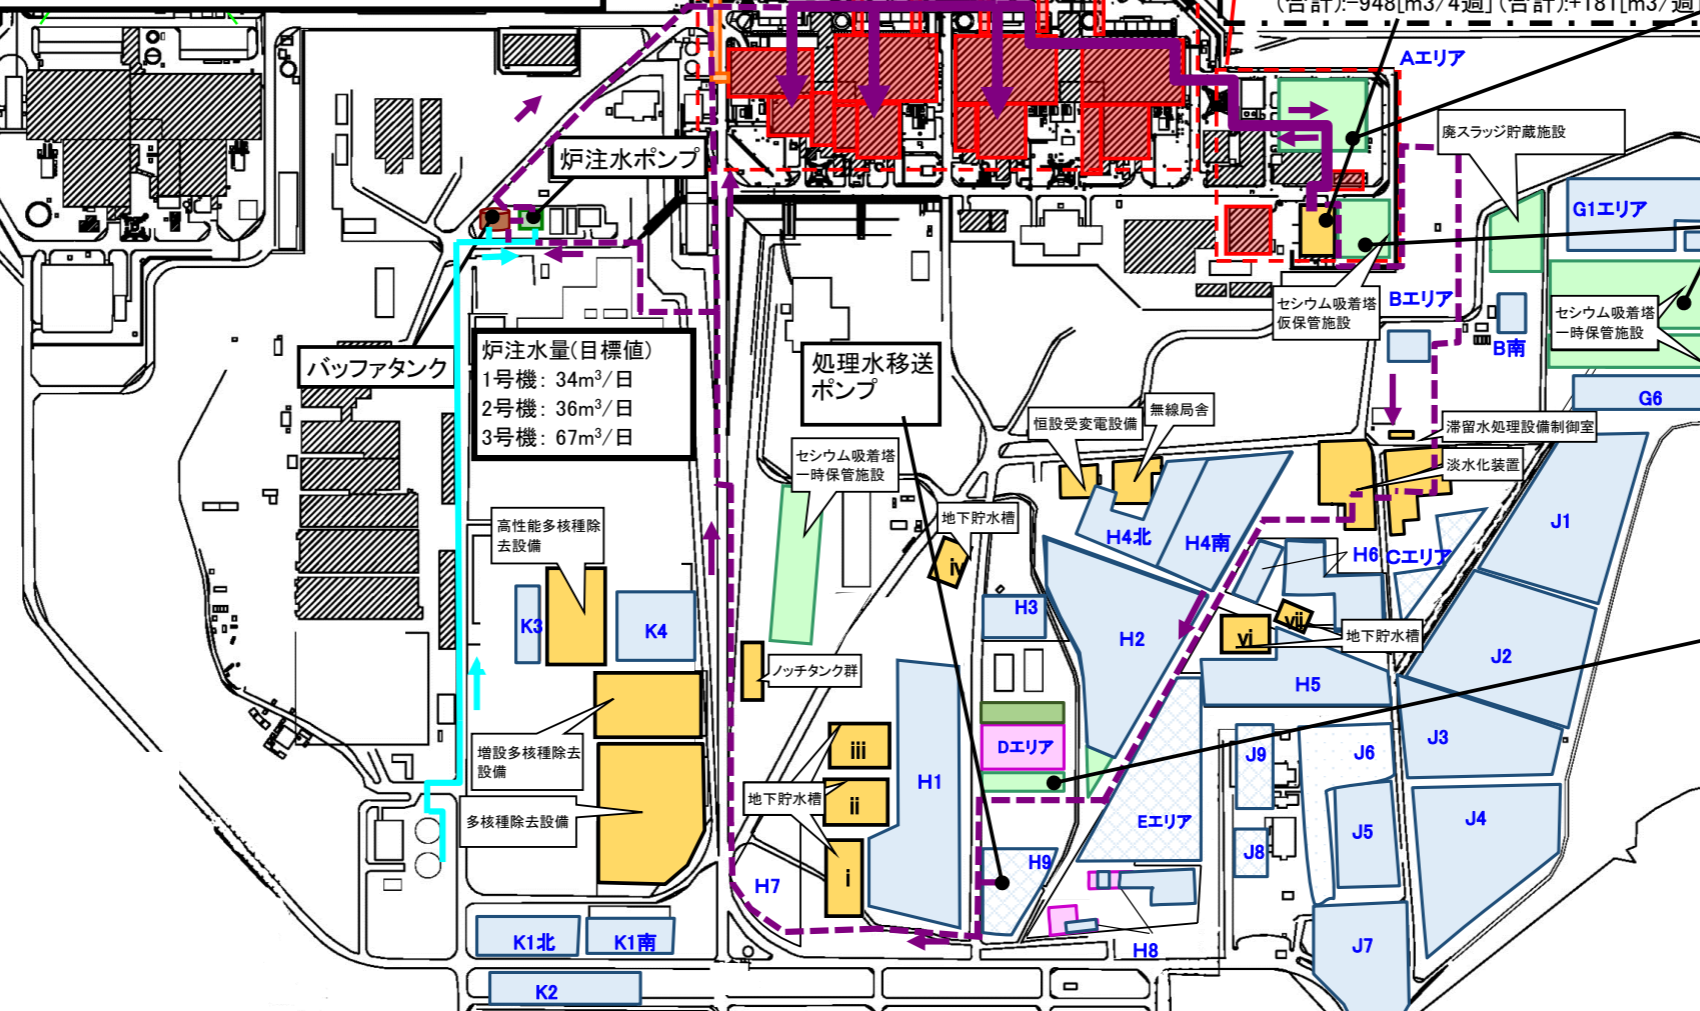 (合計):-948[m3/4週] (合計):+181[m3/週
Aエリア
廃スラッジ貯蔵施設
炉注水ポンプ
G1エリア
セシウム吸着塔
仮保管施設
Bエリア
セシウム吸着塔
一時保管施設
B南
バッファタンク
炉注水量(目標値)
1号機: 34m³/日
2号機: 36m³/日
3号機: 67m³/日
処理水移送
ポンプ
G6
恒設受変電設備
無線局舎
滞留水処理設備制御室
セシウム吸着塔
一時保管施設
淡水化装置
高性能多核種除
去設備
地下貯水槽
iv
H4北
H4南
H6
Cエリア
J1
K3
K4
H3
H2
vi
vii
地下貯水槽
J2
ノッチタンク群
H5
増設多核種除去
設備
iii
Dエリア
J9
J6
J3
地下貯水槽
ii
H1
多核種除去設備
Eエリア
J5
J4
J8
i
H9
H7
K1北
K1南
H8
J7
K2